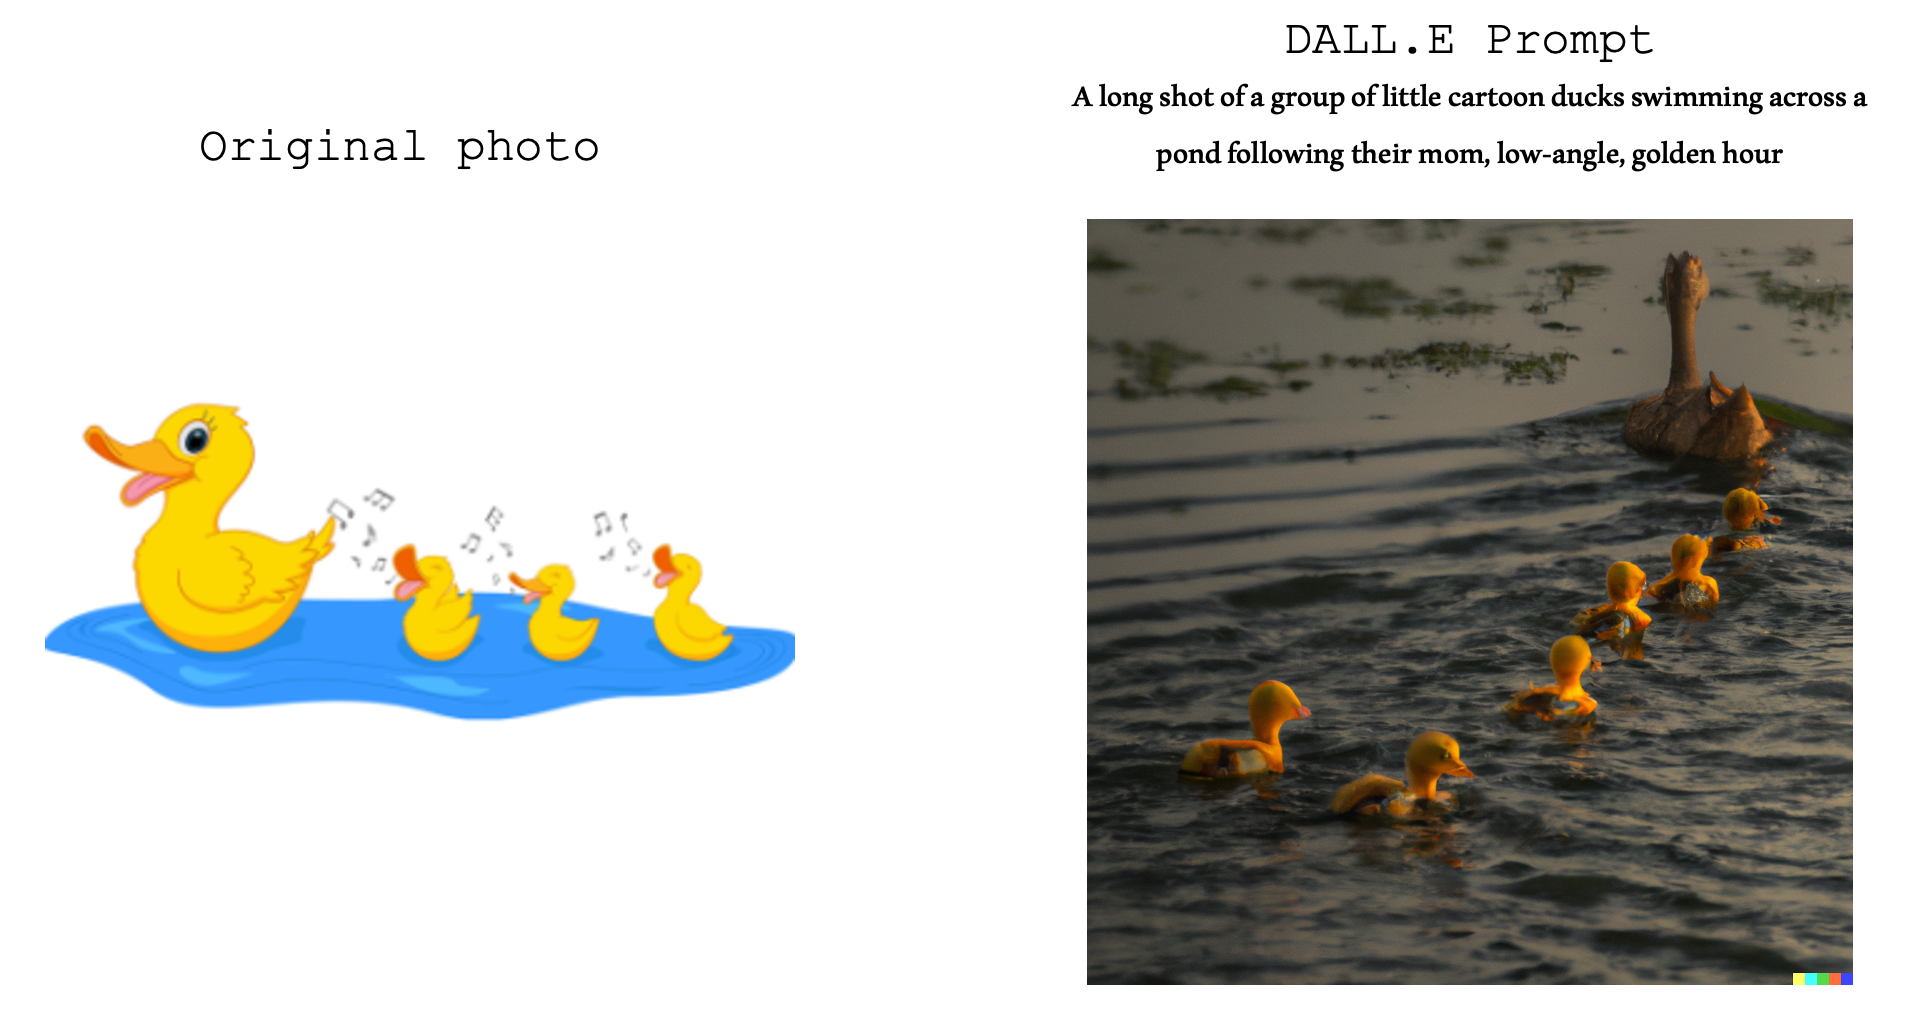 Original photo
DALL.E Prompt
A long shot of a group of little cartoon ducks swimming across a
pond following their mom, low-angle, golden hour